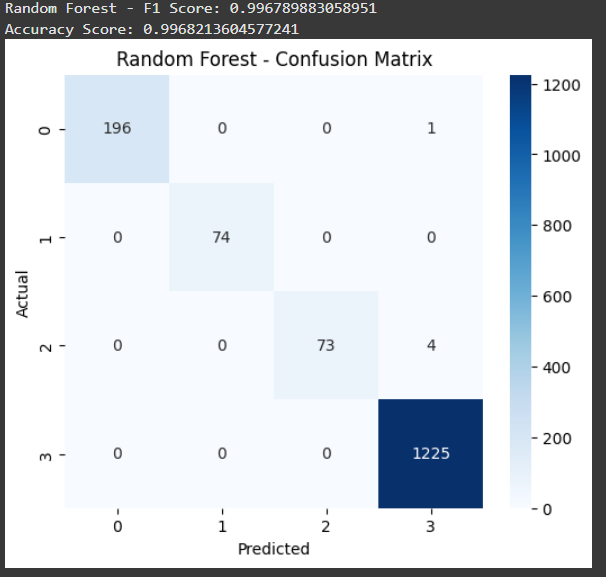 Random Forest - F1 Score: 0.996789883058951
Accuracy Score: 0.9968213604577241
Random Forest - Confusion Matrix
0 196 0 0 1
1 0 74 0 0
2 0 0 73 4
3 0 0 0 1225
0 1 2 3
Actual
Predicted
1200
1000
800
600
400
200
0